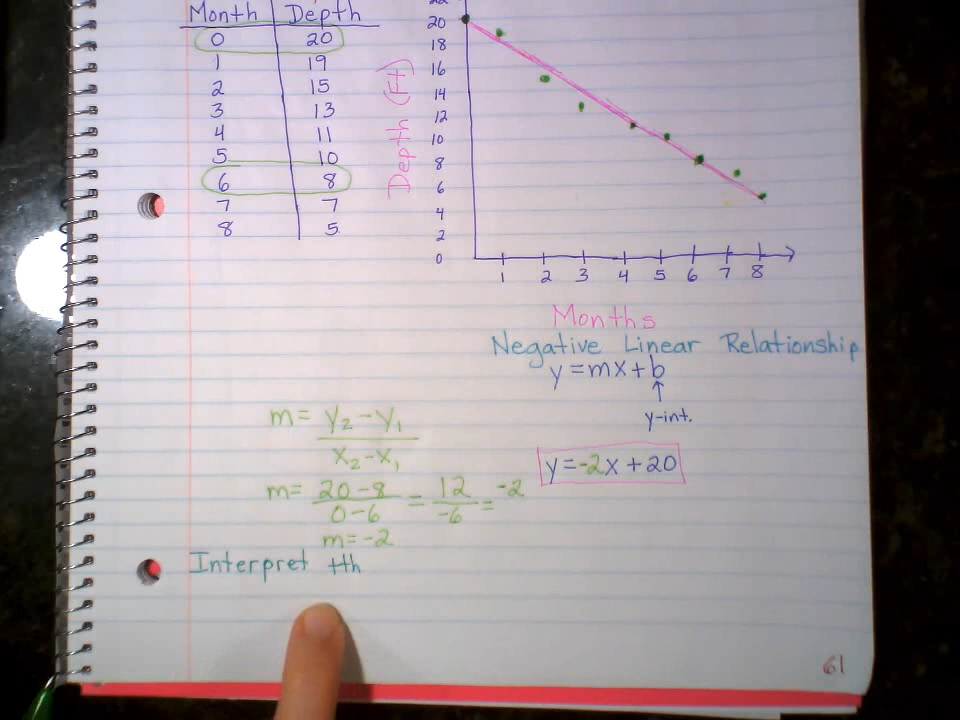 Month Depth
0 20
1 19
2 15
3 13
4 11
5 10
6 8
7 7
8 5
Depth (Ft)
20
18
16
14
12
10
8
6
4
2
0
1 2 3 4 5 6 7 8
Months
Negative Linear Relationship
y = mx + b
↑
y-int.
m = y₂ - y₁
x₂ - x₁
y = -2x + 20
m = 20 - 8 = 12 = -2
0 - 6 -6
m = -2
Interpret tth
61